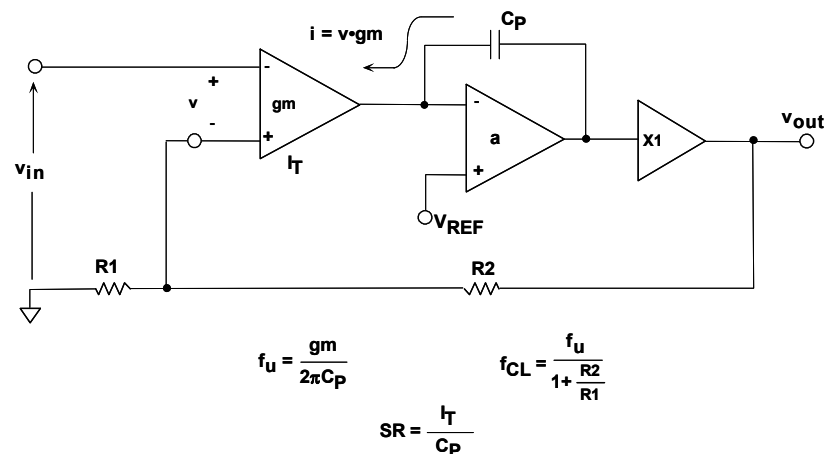 CP
i = v•gm
-
+
v
-
gm
+
IT
vin
-
a
+
VREF
X1
vout
R1
R2
fu = gm / 2πCP
fCL = fu / 1+ R2 / R1
SR = IT / CP